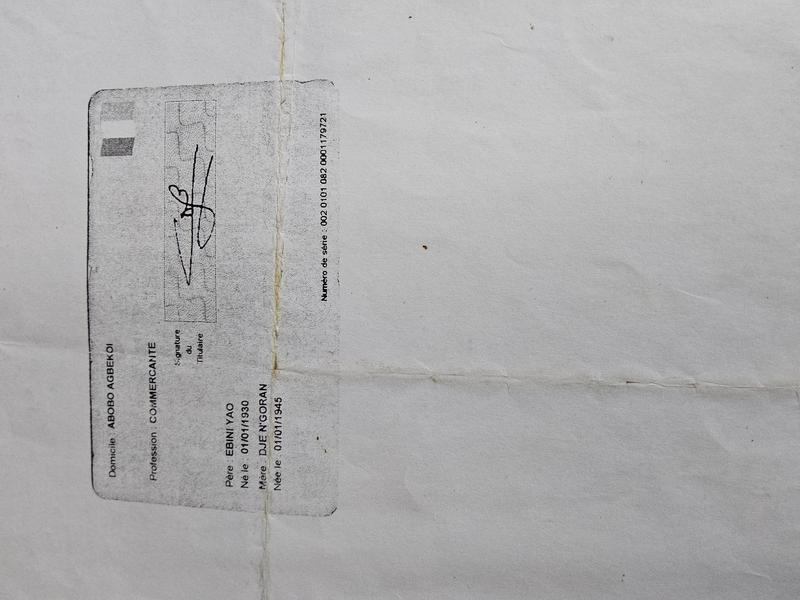 Domicile : ABOBO AGBEKOI
Profession : COMMERCANTE
Signature
du
Titulaire
Père : EBINI YAO
Né le : 01/01/1930
Mère : DJE N'GORAN
Née le : 01/01/1945
Numéro de série : 002 0101 082 0001179721